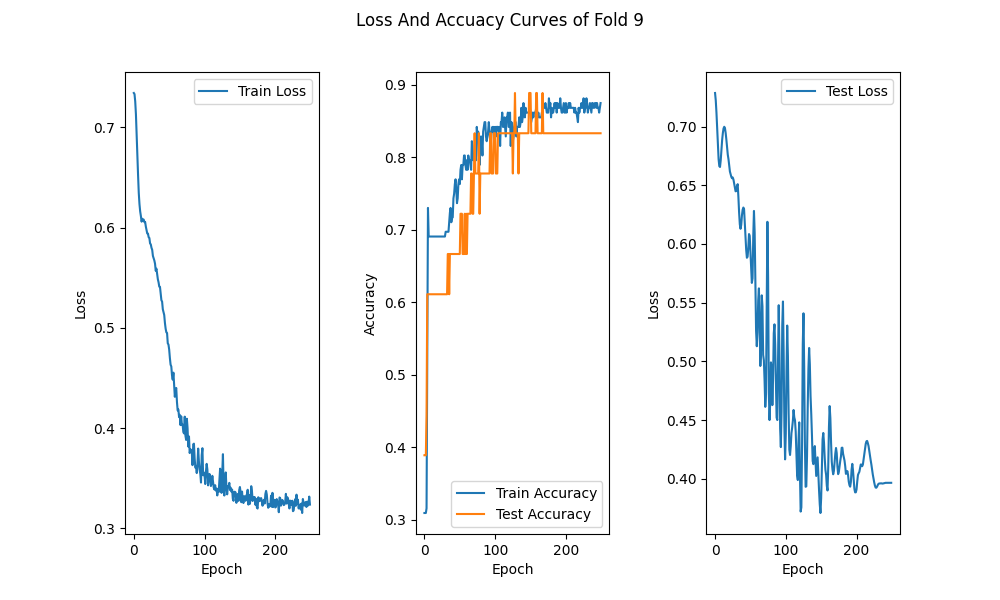 Loss And Accuacy Curves of Fold 9
Train Loss
0.7
0.6
0.5
0.4
0.3
Loss
0
100
200
Epoch
0.9
0.8
0.7
0.6
0.5
0.4
0.3
Accuracy
Train Accuracy
Test Accuracy
0
100
200
Epoch
Test Loss
0.70
0.65
0.60
0.55
0.50
0.45
0.40
Loss
0
100
200
Epoch